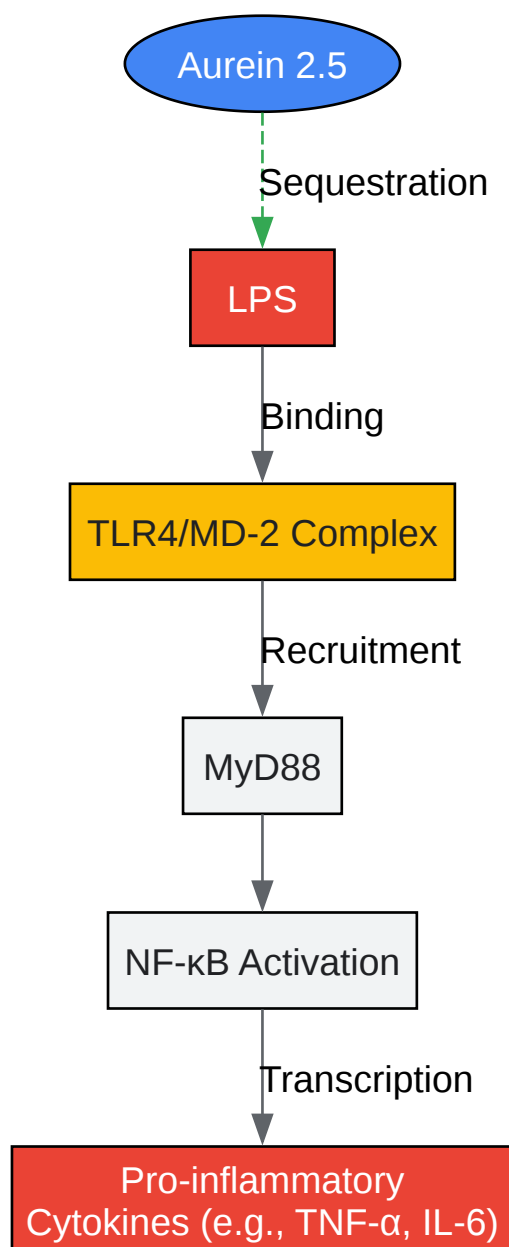 Aurein 2.5
Sequestration
LPS
Binding
TLR4/MD-2 Complex
Recruitment
MyD88
NF-κB Activation
Transcription
Pro-inflammatory
Cytokines (e.g., TNF-α, IL-6)